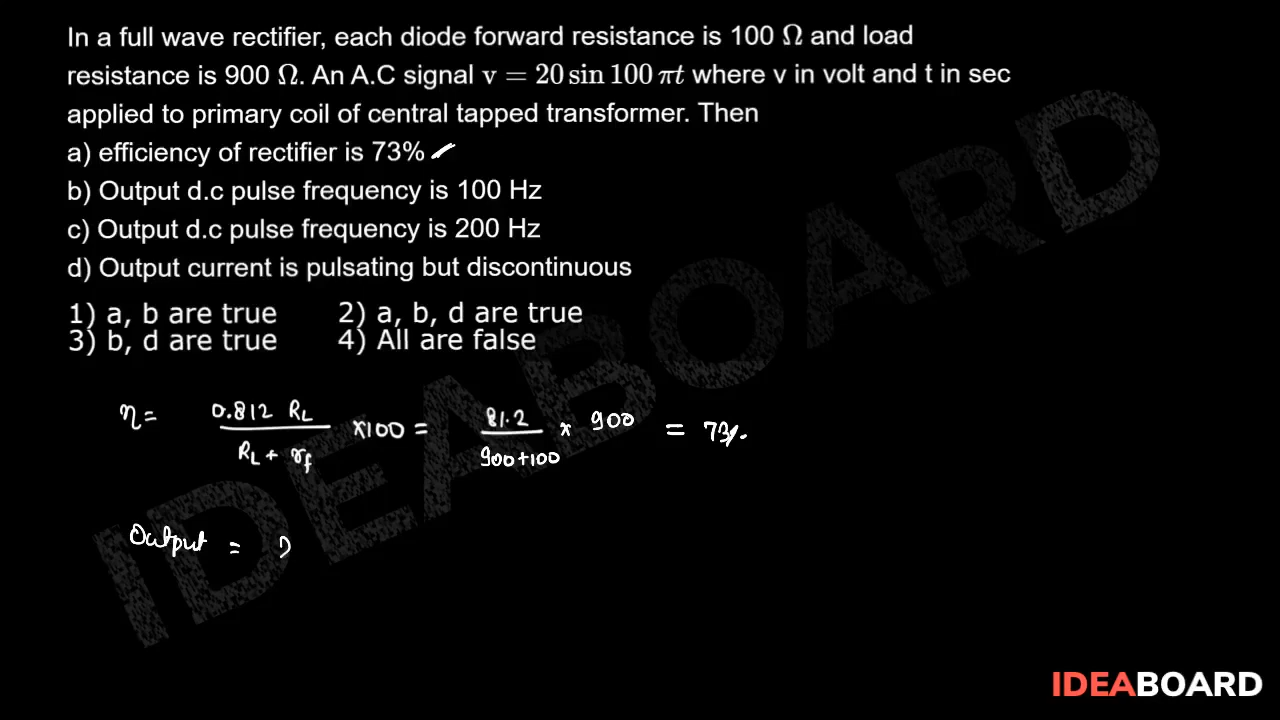 In a full wave rectifier, each diode forward resistance is 100 Ω and load
resistance is 900 Ω. An A.C signal v = 20 sin 100 πt where v in volt and t in sec
applied to primary coil of central tapped transformer. Then
a) efficiency of rectifier is 73%
b) Output d.c pulse frequency is 100 Hz
c) Output d.c pulse frequency is 200 Hz
d) Output current is pulsating but discontinuous
1) a, b are true 2) a, b, d are true
3) b, d are true 4) All are false
η = 0.812 RL / RL + rf × 100 = 81.2 / 900+100 × 900 = 73%
Output =
IDEABOARD
IDEABOARD